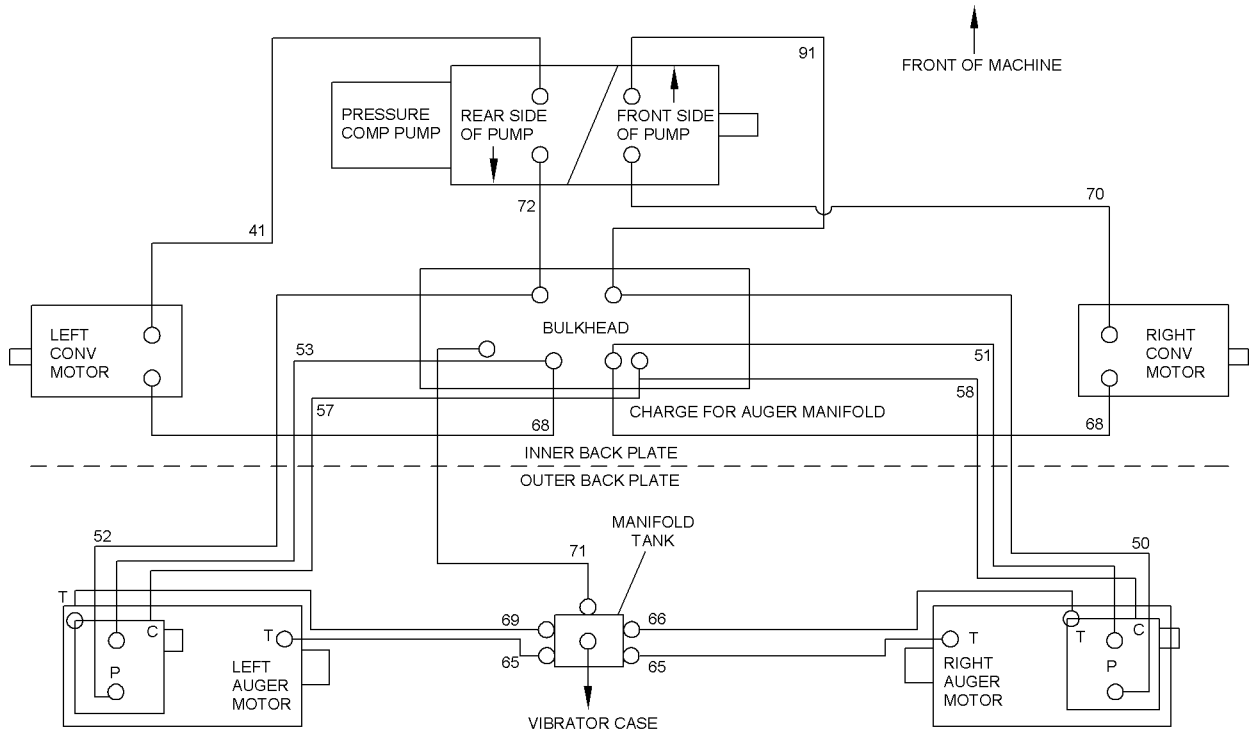 91
FRONT OF MACHINE
PRESSURE
COMP PUMP
REAR SIDE
OF PUMP
FRONT SIDE
OF PUMP
72
70
41
LEFT
CONV
MOTOR
BULKHEAD
RIGHT
CONV
MOTOR
53
51
57
58
CHARGE FOR AUGER MANIFOLD
68
68
INNER BACK PLATE
OUTER BACK PLATE
MANIFOLD
TANK
52
71
50
T
C
P
T
LEFT
AUGER
MOTOR
69
66
65
65
VIBRATOR CASE
T
RIGHT
AUGER
MOTOR
T
C
P